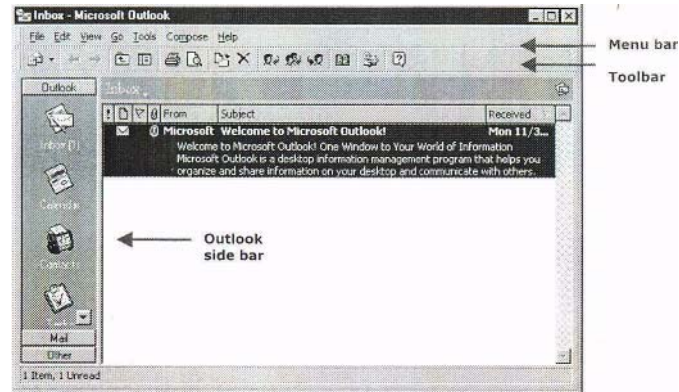 Inbox - Microsoft Outlook
File Edit View Go Tools Compose Help
Menu bar
Toolbar
Outlook
Inbox
! From Subject Received
Microsoft Welcome to Microsoft Outlook! Mon 11/3...
Welcome to Microsoft Outlook! One Window to Your World of Information
Microsoft Outlook is a desktop information management program that helps you
organize and share information on your desktop and communicate with others.
Inbox (1)
Calendar
Outlook
side bar
Contacts
Mail
Other
1 Item, 1 Unread